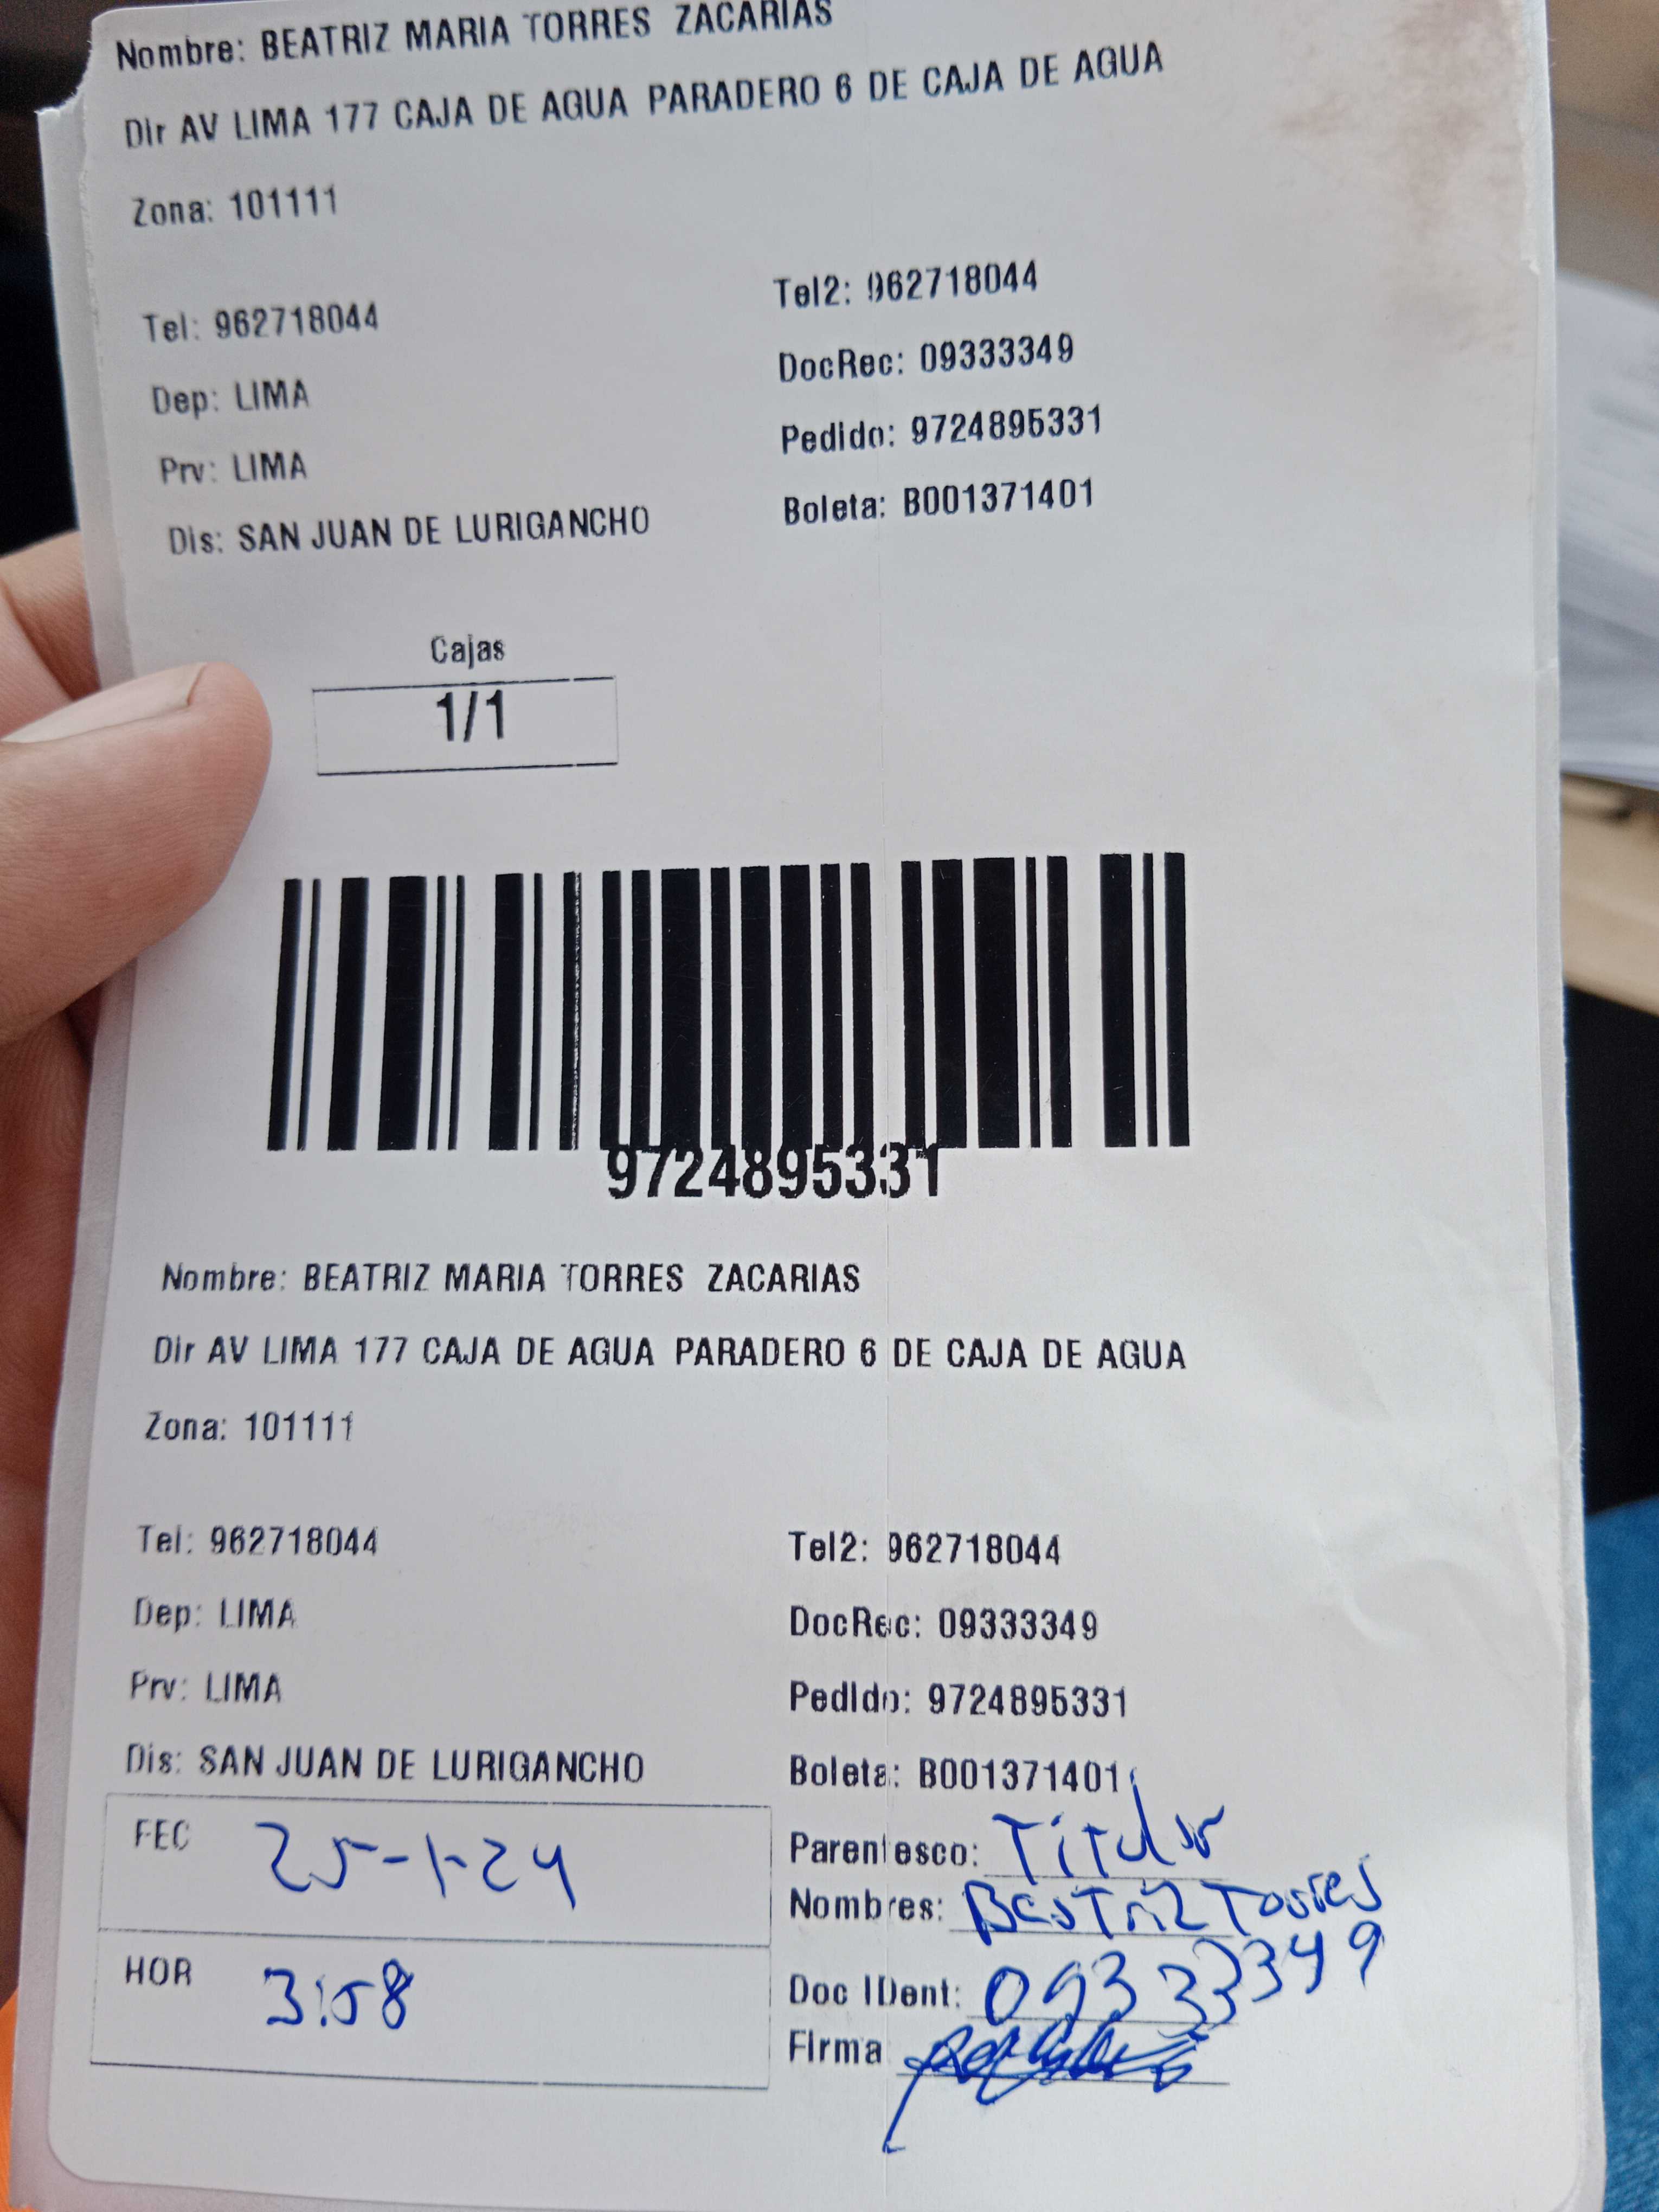 Nombre: BEATRIZ MARIA TORRES ZACARIAS
Dir AV LIMA 177 CAJA DE AGUA PARADERO 6 DE CAJA DE AGUA
Zona: 101111
Tel: 962718044
Tel2: 962718044
Dep: LIMA
DocRec: 09333349
Prv: LIMA
Pedido: 9724895331
Dis: SAN JUAN DE LURIGANCHO
Boleta: B001371401
Cajas
1/1
9724895331
Nombre: BEATRIZ MARIA TORRES ZACARIAS
Dir AV LIMA 177 CAJA DE AGUA PARADERO 6 DE CAJA DE AGUA
Zona: 101111
Tel: 962718044
Tel2: 962718044
Dep: LIMA
DocRec: 09333349
Prv: LIMA
Pedido: 9724895331
Dis: SAN JUAN DE LURIGANCHO
Boleta: B001371401
FEC 25-1-24
Parentesco: Titular
Nombres: Beatriz Torres
HOR 3:58
Doc IDent: 09333349
Firma